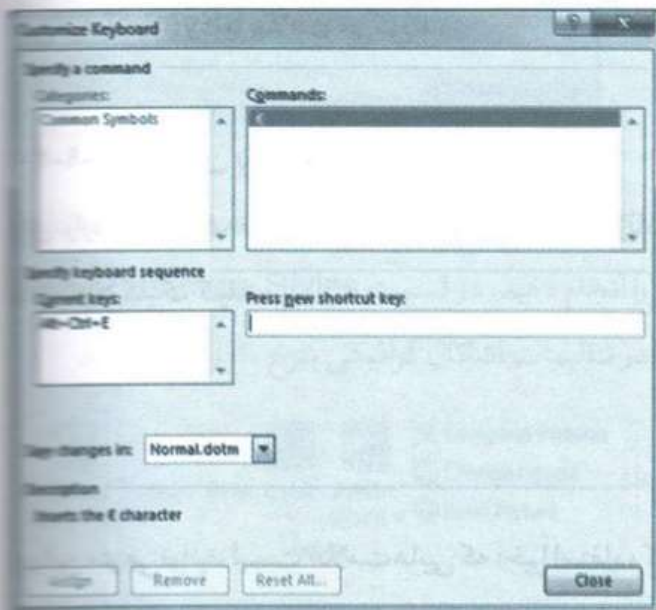 Customize Keyboard
Specify a command
Categories: Commands:
Common Symbols €
Specify keyboard sequence
Current keys: Press new shortcut key:
Alt+Ctrl+E
Save changes in: Normal.dotm
Description
Inserts the € character
Assign Remove Reset All... Close